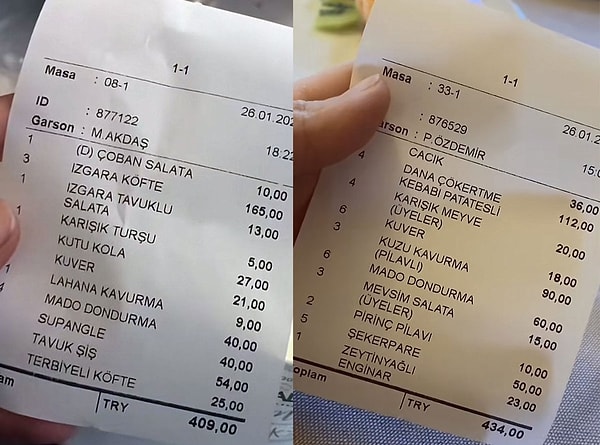 1-1
Masa : 08-1
26.01.20
ID : 877122
Garson : M.AKDAŞ
18:22
1 (D) ÇOBAN SALATA 10,00
3 IZGARA KÖFTE 165,00
1 IZGARA TAVUKLU
SALATA 13,00
KARIŞIK TURŞU 5,00
KUTU KOLA 27,00
KUVER 21,00
LAHANA KAVURMA 9,00
MADO DONDURMA 40,00
SUPANGLE 40,00
TAVUK ŞİŞ 54,00
TERBİYELİ KÖFTE 25,00
TRY 409,00
1-1
Masa : 33-1
26.01.20
: 876529
Garson : P.ÖZDEMİR
15:0
4 CACIK 36,00
DANA ÇÖKERTME
4 KEBABI PATATESLİ 112,00
KARIŞIK MEYVE
(ÜYELER) 20,00
6 KUVER 18,00
3 KUZU KAVURMA
(PİLAVLI) 90,00
6 MADO DONDURMA 60,00
3 MEVSİM SALATA
(ÜYELER) 15,00
2 PİRİNÇ PİLAVI 10,00
5 ŞEKERPARE 50,00
1 ZEYTİNYAĞLI
ENGİNAR 23,00
oplam
TRY 434,00